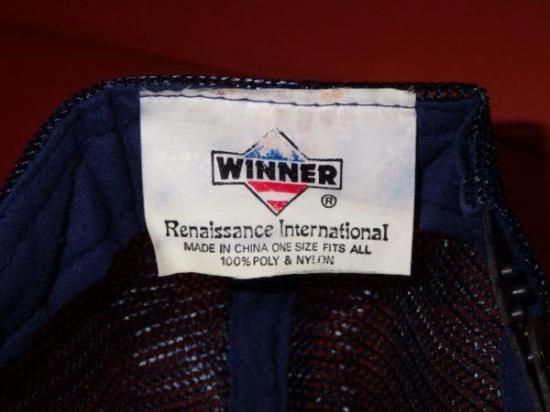 WINNER
®
Renaissance International
MADE IN CHINA ONE SIZE FITS ALL
100% POLY & NYLON